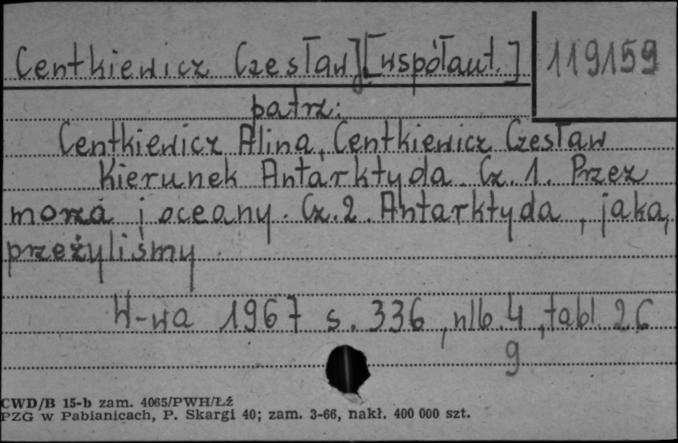 Centkiewicz Czesław][współaut.]
119159
patrz:
Centkiewicz Alina, Centkiewicz Czesław
Kierunek Antarktyda. Cz. 1. Przez
morza i oceany. Cz. 2. Antarktyda, jaką
przeżyliśmy.
W-wa 1967 s. 336, nlb. 4, tabl. 26
9
CWD/B 15-b zam. 4065/PWH/Łź
PZG w Pabianicach, P. Skargi 40; zam. 3-66, nakł. 400 000 szt.